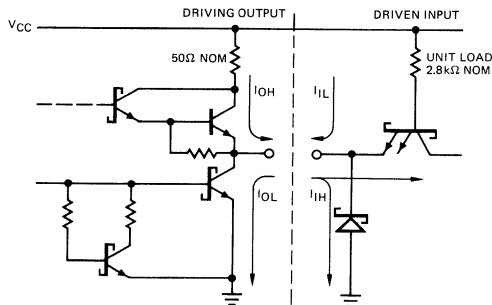 DRIVING OUTPUT
DRIVEN INPUT
VCC
50Ω NOM
UNIT LOAD
2.8kΩ NOM
IOH
IIL
IOL
IIH